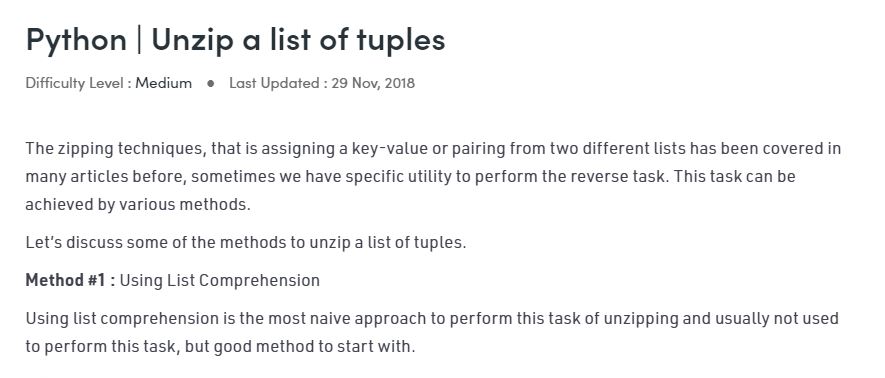 Python | Unzip a list of tuples
Difficulty Level : Medium ● Last Updated : 29 Nov, 2018
The zipping techniques, that is assigning a key-value or pairing from two different lists has been covered in
many articles before, sometimes we have specific utility to perform the reverse task. This task can be
achieved by various methods.
Let’s discuss some of the methods to unzip a list of tuples.
Method #1 : Using List Comprehension
Using list comprehension is the most naive approach to perform this task of unzipping and usually not used
to perform this task, but good method to start with.